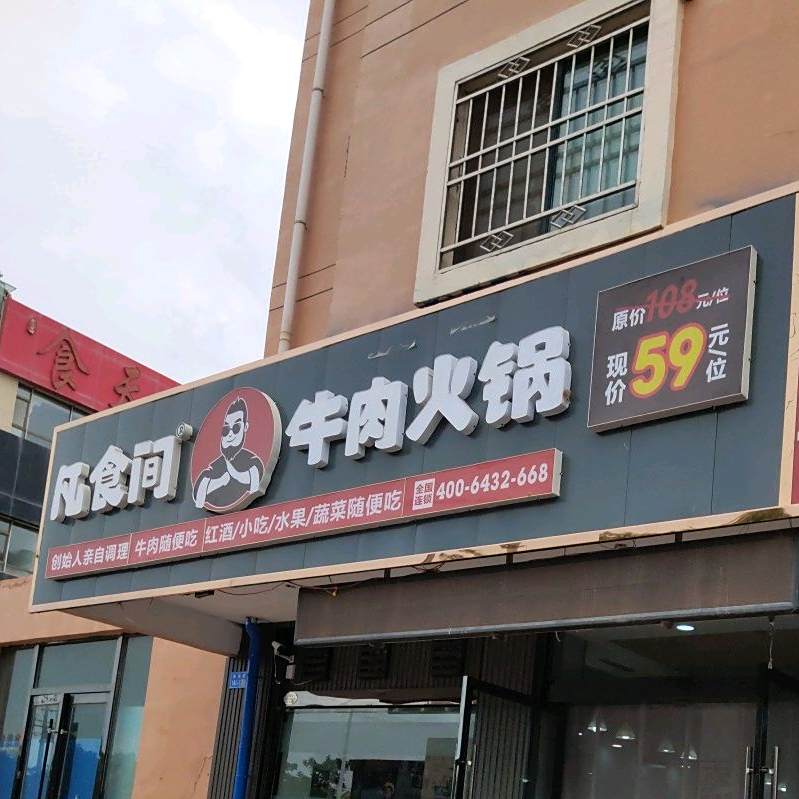 食天
凡食间®
牛肉火锅
原价108元/位
现价59元/位
创始人亲自调理 牛肉随便吃 红酒/小吃/水果/蔬菜随便吃 全国连锁 400-6432-668